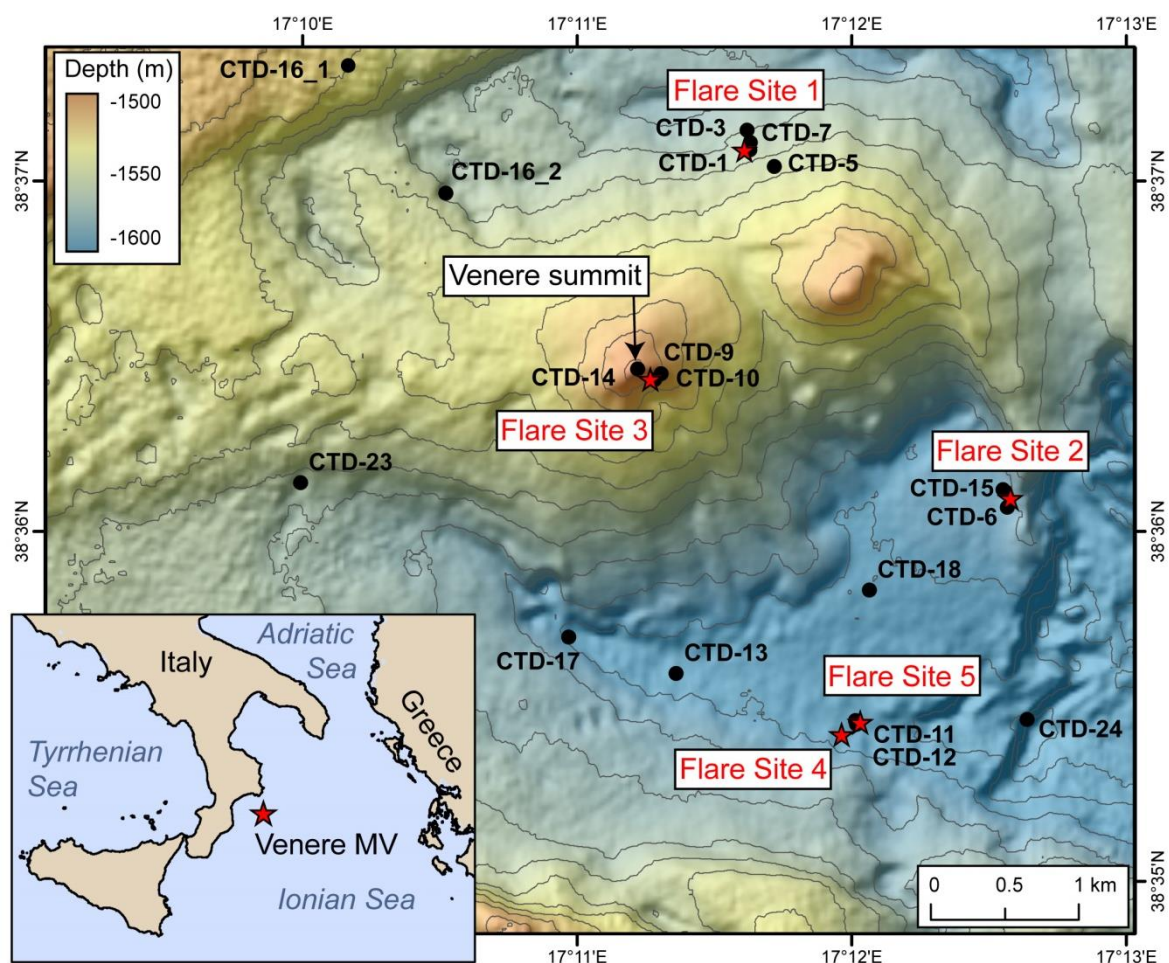 17°10'E
17°11'E
17°12'E
17°13'E
Depth (m)
-1500
-1550
-1600
CTD-16_1
Flare Site 1
CTD-3
CTD-7
CTD-1
CTD-5
CTD-16_2
38°37'N
38°37'N
Venere summit
CTD-9
CTD-14
CTD-10
Flare Site 3
Flare Site 2
CTD-23
CTD-15
CTD-6
38°36'N
38°36'N
CTD-18
CTD-17
CTD-13
Flare Site 5
CTD-11
CTD-12
CTD-24
Flare Site 4
Adriatic
Sea
Italy
Greece
Tyrrhenian
Sea
Venere MV
Ionian Sea
0
0.5
1 km
38°35'N
38°35'N
17°11'E
17°12'E
17°13'E